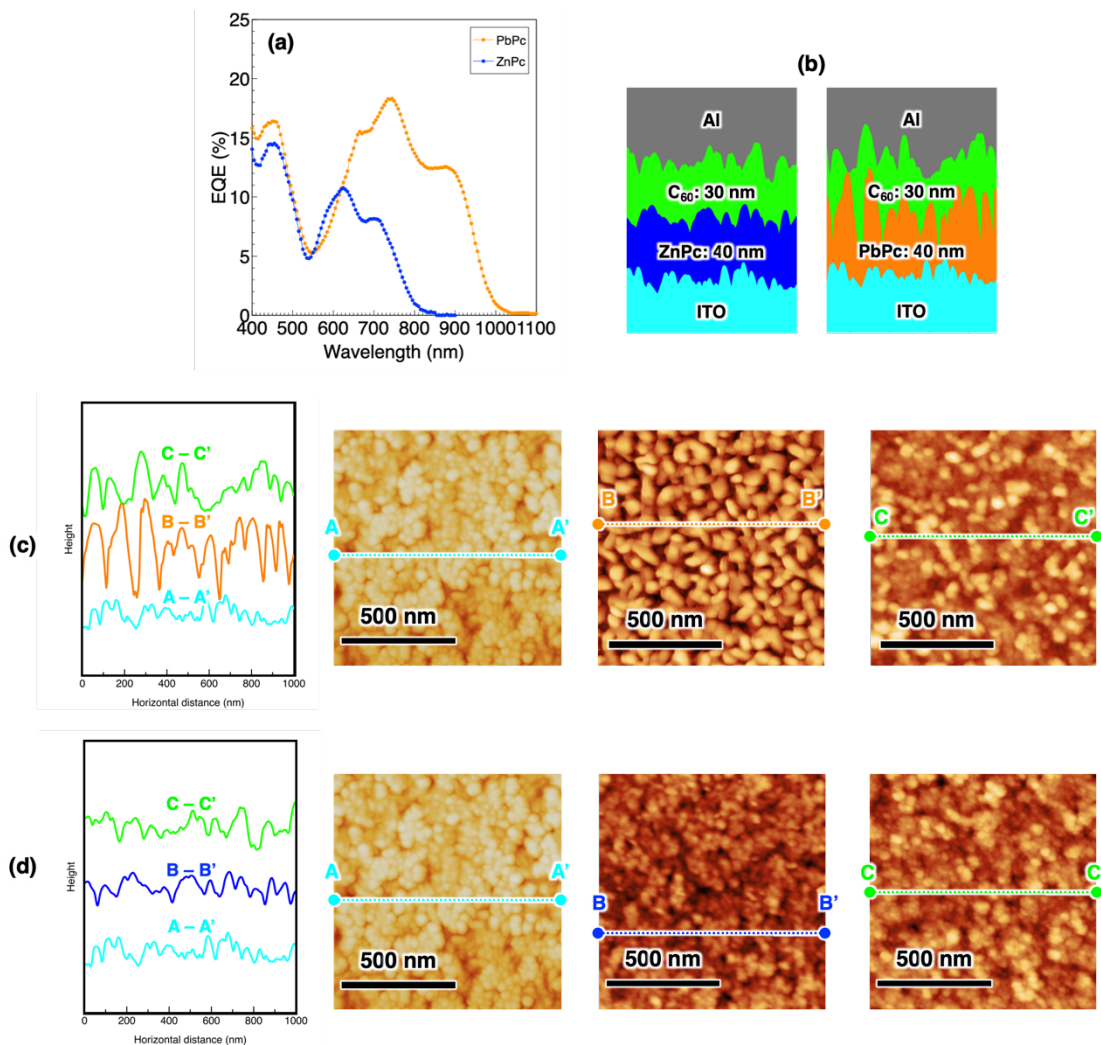 (a)
PbPc
ZnPc
25
20
15
10
5
0
EQE (%)
400 500 600 700 800 900 1000 1100
Wavelength (nm)
(b)
Al
C60: 30 nm
ZnPc: 40 nm
ITO
Al
C60: 30 nm
PbPc: 40 nm
ITO
(c)
Height
C – C'
B – B'
A – A'
0 200 400 600 800 1000
Horizontal distance (nm)
A A'
500 nm
B B'
500 nm
C C'
500 nm
(d)
Height
C – C'
B – B'
A – A'
0 200 400 600 800 1000
Horizontal distance (nm)
A A'
500 nm
B B'
500 nm
C C
500 nm